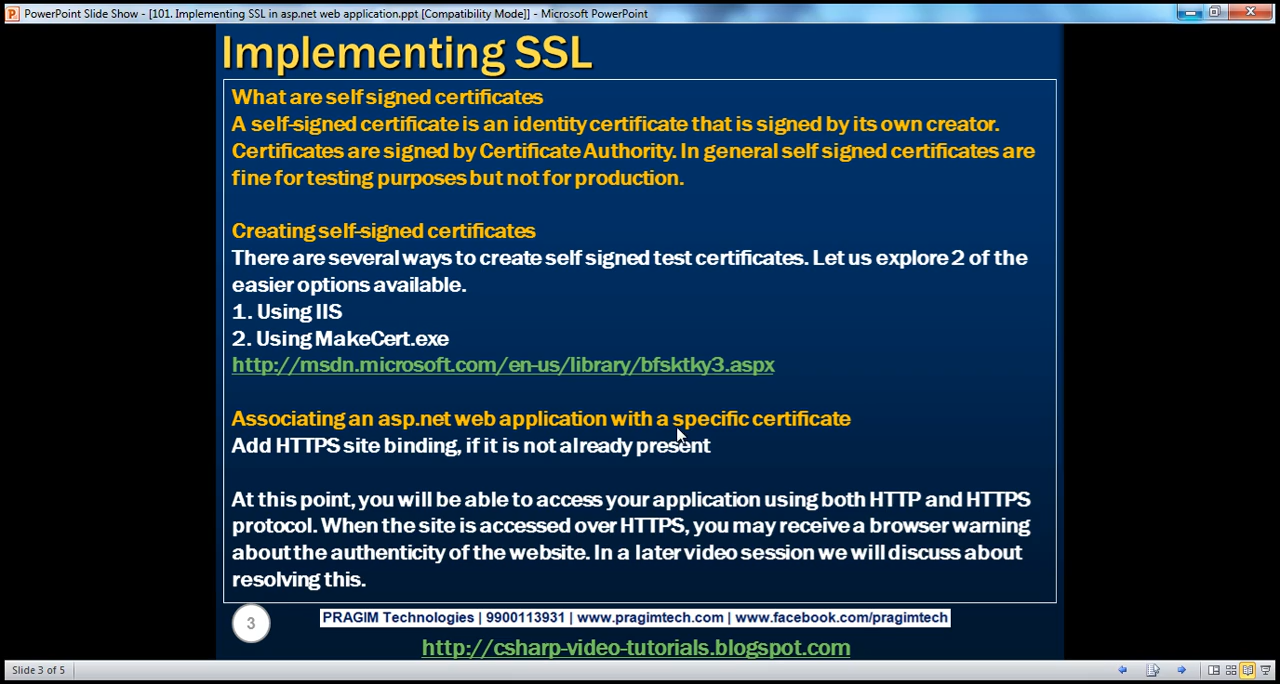 PowerPoint Slide Show - [101. Implementing SSL in asp.net web application.ppt [Compatibility Mode]] - Microsoft PowerPoint
Implementing SSL
What are self signed certificates
A self-signed certificate is an identity certificate that is signed by its own creator.
Certificates are signed by Certificate Authority. In general self signed certificates are
fine for testing purposes but not for production.
Creating self-signed certificates
There are several ways to create self signed test certificates. Let us explore 2 of the
easier options available.
1. Using IIS
2. Using MakeCert.exe
http://msdn.microsoft.com/en-us/library/bfsktky3.aspx
Associating an asp.net web application with a specific certificate
Add HTTPS site binding, if it is not already present
At this point, you will be able to access your application using both HTTP and HTTPS
protocol. When the site is accessed over HTTPS, you may receive a browser warning
about the authenticity of the website. In a later video session we will discuss about
resolving this.
3
PRAGIM Technologies | 9900113931 | www.pragimtech.com | www.facebook.com/pragimtech
http://csharp-video-tutorials.blogspot.com
Slide 3 of 5